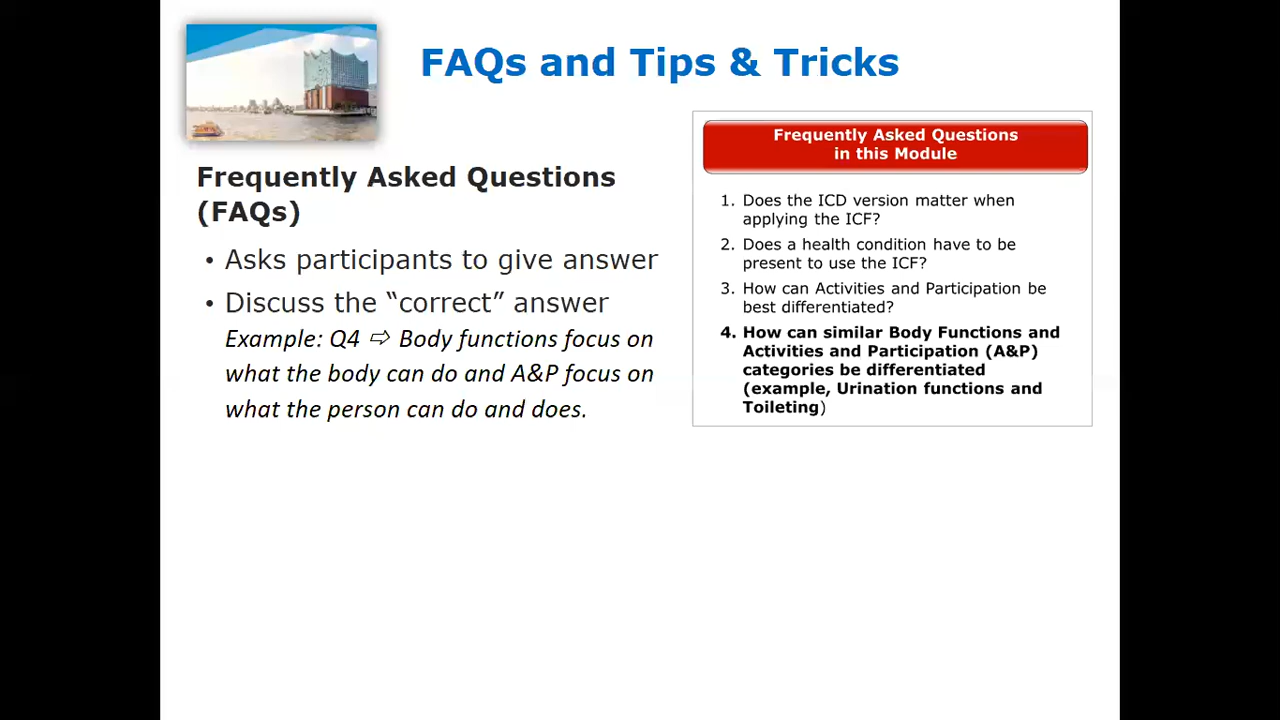 FAQs and Tips & Tricks
Frequently Asked Questions
(FAQs)
• Asks participants to give answer
• Discuss the “correct” answer
Example: Q4 ⇨ Body functions focus on
what the body can do and A&P focus on
what the person can do and does.
Frequently Asked Questions
in this Module
1. Does the ICD version matter when
applying the ICF?
2. Does a health condition have to be
present to use the ICF?
3. How can Activities and Participation be
best differentiated?
4. How can similar Body Functions and
Activities and Participation (A&P)
categories be differentiated
(example, Urination functions and
Toileting)